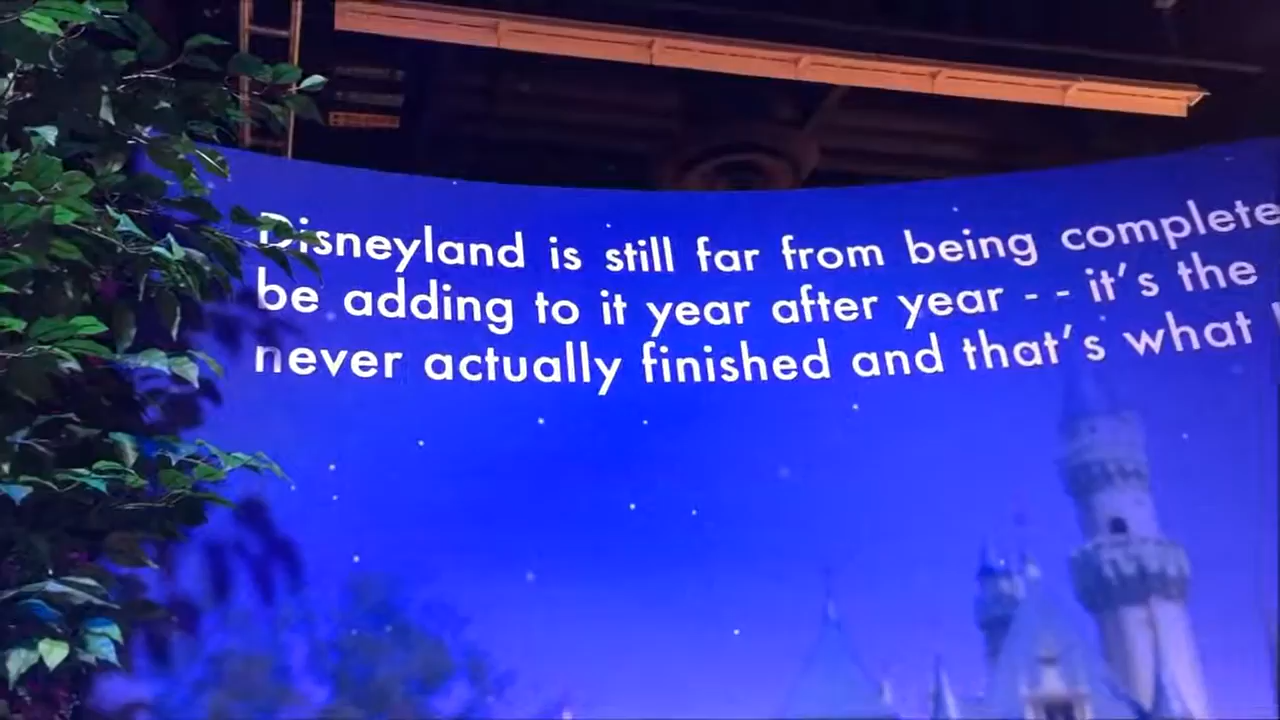 Disneyland is still far from being complete
be adding to it year after year - - it's the
never actually finished and that's what